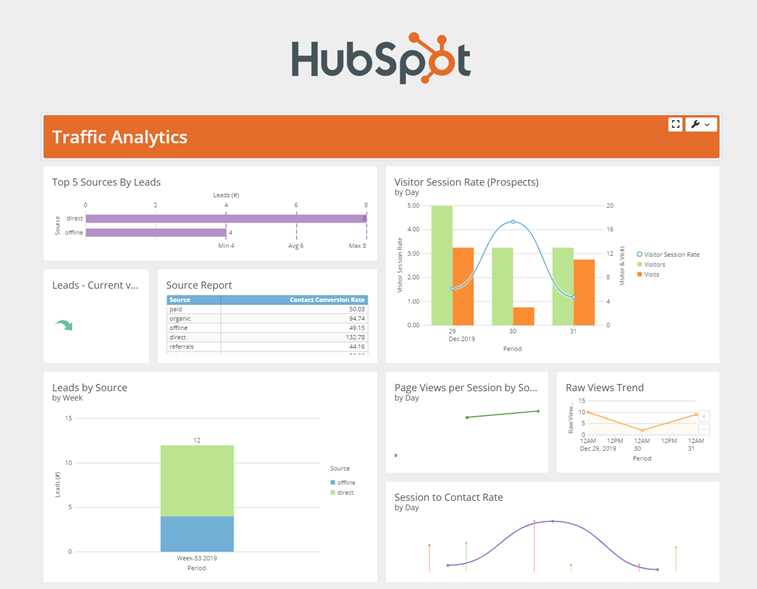 HubSpot
Traffic Analytics
Top 5 Sources By Leads
Leads (#)
0 2 4 6 8
Source
direct 8
offline 4
Min 4 Avg 6 Max 8
Visitor Session Rate (Prospects)
by Day
5.00 20
4.00 16
3.00 12
2.00 8
1.00 4
0.00 0
Visitor Session Rate
Visitor & Visits
29 30 31
Dec 2019
Period
Visitor Session Rate
Visitors
Visits
Leads - Current v...
Source Report
Source Contact Conversion Rate
paid 50.03
organic 94.74
offline 49.15
direct 132.78
referrals 44.16
Leads by Source
by Week
15
10
5
0
Leads (#)
12
Week-53 2019
Period
Source
offline
direct
Page Views per Session by So...
by Day
Raw Views Trend
15
10
5
0
Raw View...
12AM 12PM 12AM 12PM 12AM
Dec 29, 2019 30 31
Period
Session to Contact Rate
by Day